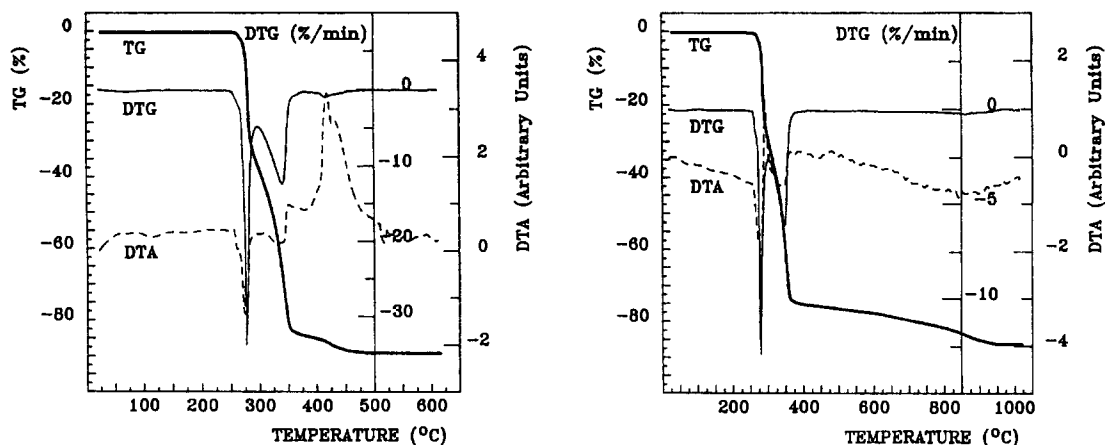 0
-20
-40
-60
-80
TG (%)
TG
DTG
DTA
DTG (%/min)
0
-10
-20
-30
4
2
0
-2
DTA (Arbitrary Units)
100 200 300 400 500 600
TEMPERATURE (°C)
0
-20
-40
-60
-80
TG (%)
TG
DTG
DTA
DTG (%/min)
0
-5
-10
2
0
-2
-4
DTA (Arbitrary Units)
200 400 600 800 1000
TEMPERATURE (°C)